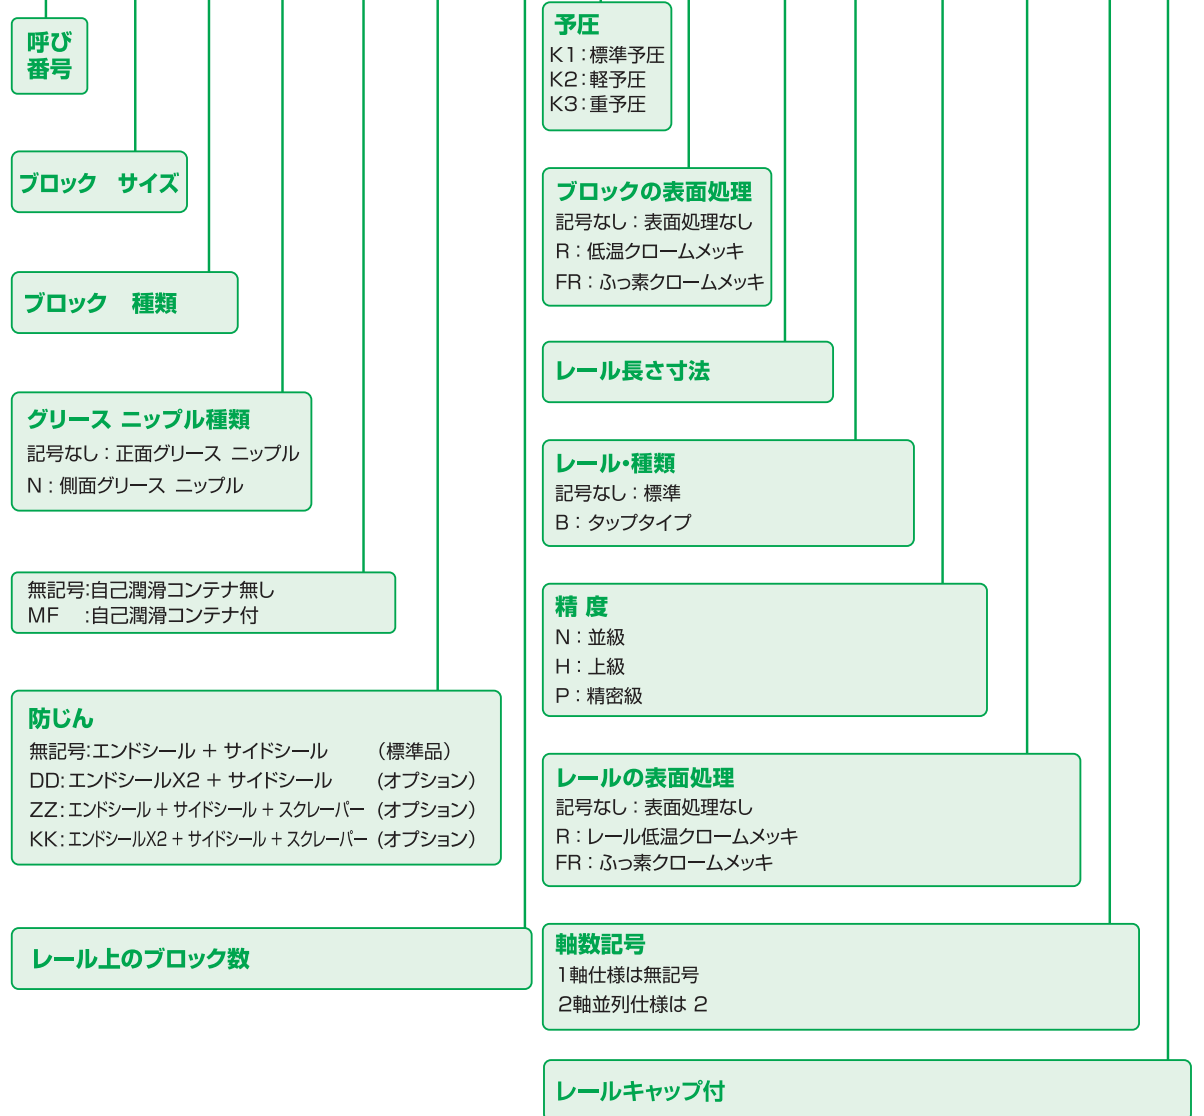 呼び
番号
ブロック　サイズ
ブロック　種類
グリース ニップル種類
記号なし：正面グリース ニップル
N：側面グリース ニップル
無記号:自己潤滑コンテナ無し
MF　:自己潤滑コンテナ付
防じん
無記号:エンドシール + サイドシール　（標準品）
DD:エンドシールX2 + サイドシール　(オプション）
ZZ:エンドシール + サイドシール + スクレーパー (オプション）
KK:エンドシールX2 + サイドシール + スクレーパー (オプション）
レール上のブロック数
予圧
K1：標準予圧
K2：軽予圧
K3：重予圧
ブロックの表面処理
記号なし：表面処理なし
R：低温クロームメッキ
FR：ふっ素クロームメッキ
レール長さ寸法
レール・種類
記号なし：標準
B：タップタイプ
精 度
N：並級
H：上級
P：精密級
レールの表面処理
記号なし：表面処理なし
R：レール低温クロームメッキ
FR：ふっ素クロームメッキ
軸数記号
1軸仕様は無記号
2軸並列仕様は 2
レールキャップ付